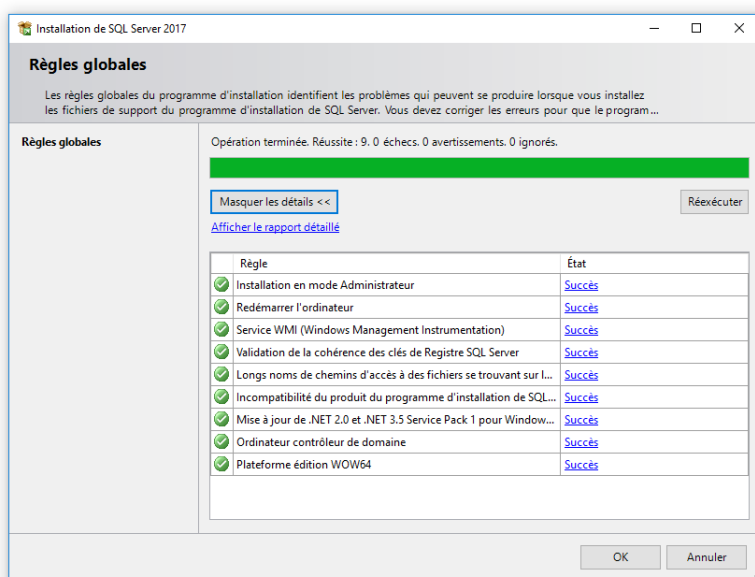 Installation de SQL Server 2017
Règles globales
Les règles globales du programme d'installation identifient les problèmes qui peuvent se produire lorsque vous installez
les fichiers de support du programme d'installation de SQL Server. Vous devez corriger les erreurs pour que le program...
Règles globales
Opération terminée. Réussite : 9. 0 échecs. 0 avertissements. 0 ignorés.
Masquer les détails <<
Réexécuter
Afficher le rapport détaillé
Règle État
Installation en mode Administrateur Succès
Redémarrer l'ordinateur Succès
Service WMI (Windows Management Instrumentation) Succès
Validation de la cohérence des clés de Registre SQL Server Succès
Longs noms de chemins d'accès à des fichiers se trouvant sur l... Succès
Incompatibilité du produit du programme d'installation de SQL... Succès
Mise à jour de .NET 2.0 et .NET 3.5 Service Pack 1 pour Window... Succès
Ordinateur contrôleur de domaine Succès
Plateforme édition WOW64 Succès
OK Annuler